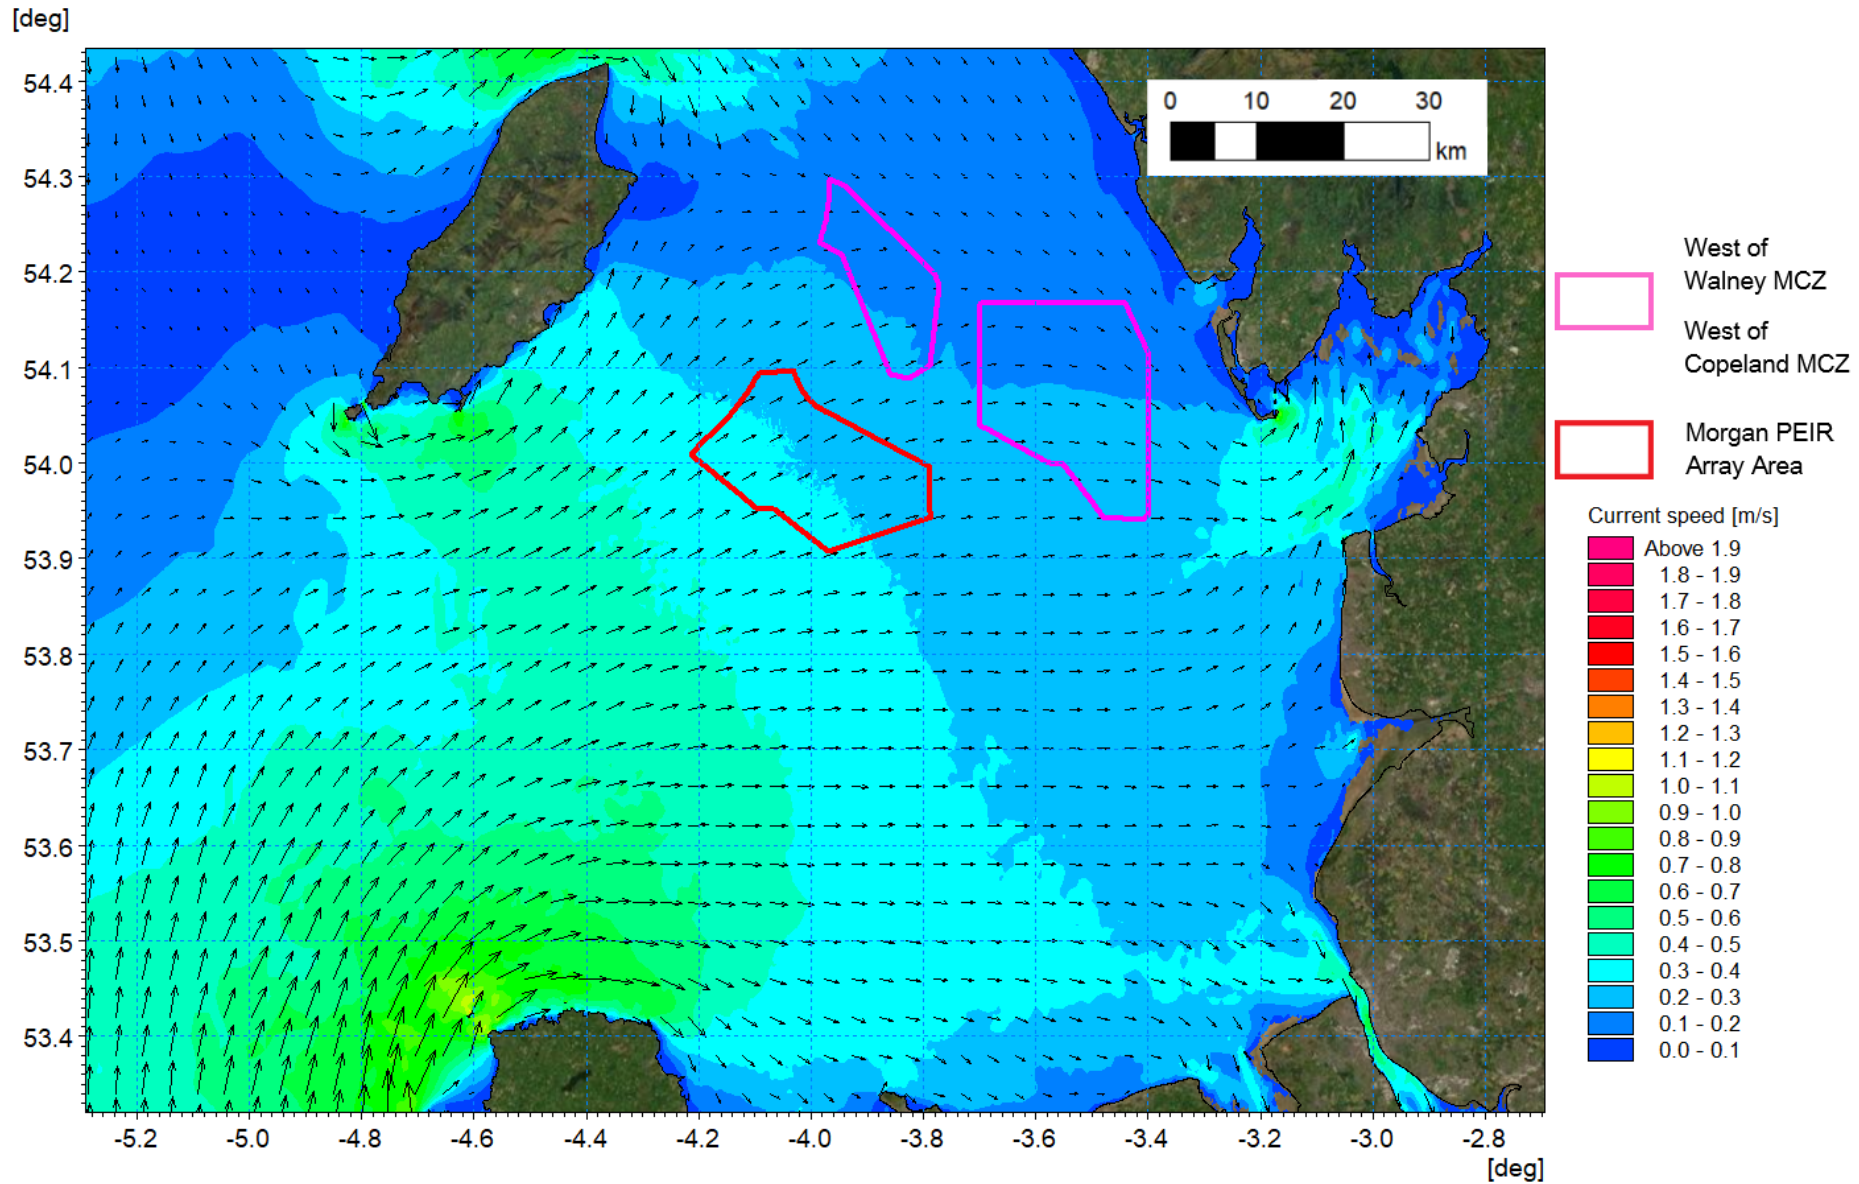 [deg]
54.4
54.3
54.2
54.1
54.0
53.9
53.8
53.7
53.6
53.5
53.4
-5.2 -5.0 -4.8 -4.6 -4.4 -4.2 -4.0 -3.8 -3.6 -3.4 -3.2 -3.0 -2.8
[deg]
0 10 20 30
km
West of
Walney MCZ
West of
Copeland MCZ
Morgan PEIR
Array Area
Current speed [m/s]
Above 1.9
1.8 - 1.9
1.7 - 1.8
1.6 - 1.7
1.5 - 1.6
1.4 - 1.5
1.3 - 1.4
1.2 - 1.3
1.1 - 1.2
1.0 - 1.1
0.9 - 1.0
0.8 - 0.9
0.7 - 0.8
0.6 - 0.7
0.5 - 0.6
0.4 - 0.5
0.3 - 0.4
0.2 - 0.3
0.1 - 0.2
0.0 - 0.1